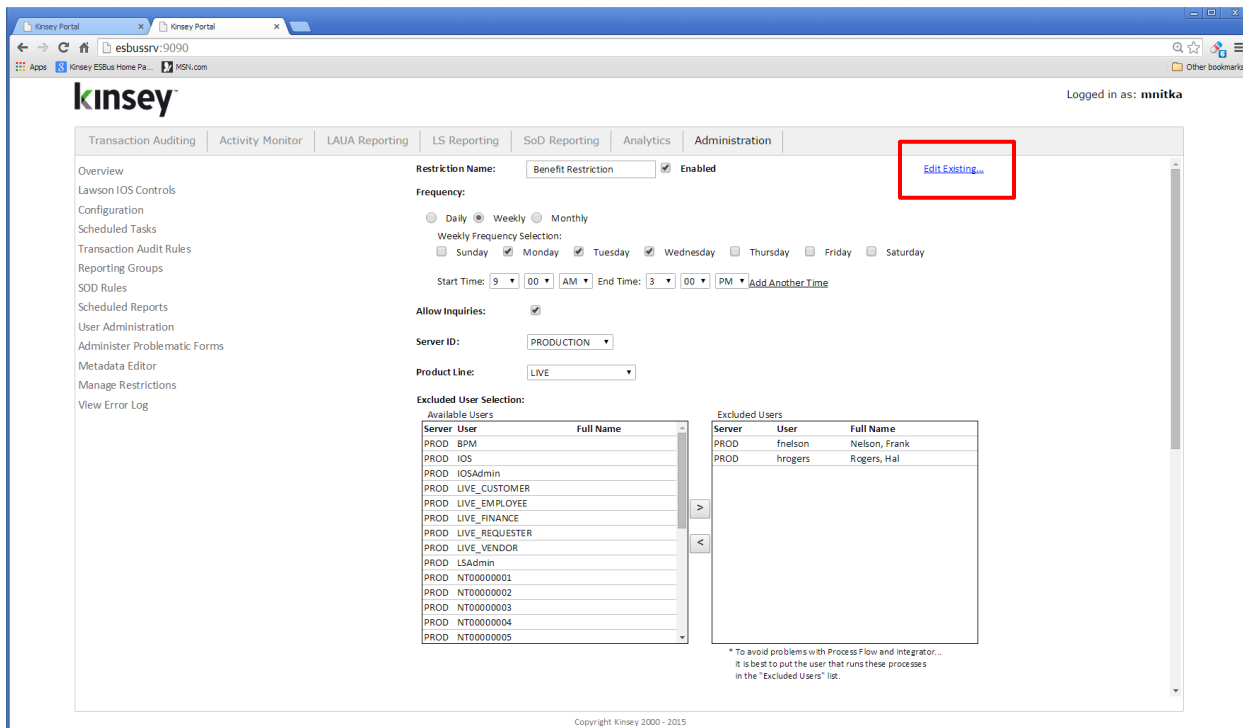 Kinsey Portal
Kinsey Portal
esbussrv:9090
Apps Kinsey ESBus Home Pa... MSN.com Other bookmarks
kinsey
Logged in as: mnitka
Transaction Auditing Activity Monitor LAUA Reporting LS Reporting SoD Reporting Analytics Administration
Overview
Lawson IOS Controls
Configuration
Scheduled Tasks
Transaction Audit Rules
Reporting Groups
SOD Rules
Scheduled Reports
User Administration
Administer Problematic Forms
Metadata Editor
Manage Restrictions
View Error Log
Restriction Name: Benefit Restriction Enabled
Edit Existing...
Frequency:
Daily Weekly Monthly
Weekly Frequency Selection:
Sunday Monday Tuesday Wednesday Thursday Friday Saturday
Start Time: 9 00 AM End Time: 3 00 PM Add Another Time
Allow Inquiries:
Server ID: PRODUCTION
Product Line: LIVE
Excluded User Selection:
Available Users
Server User Full Name
PROD BPM
PROD IOS
PROD IOSAdmin
PROD LIVE_CUSTOMER
PROD LIVE_EMPLOYEE
PROD LIVE_FINANCE
PROD LIVE_REQUESTER
PROD LIVE_VENDOR
PROD LSAdmin
PROD NT00000001
PROD NT00000002
PROD NT00000003
PROD NT00000004
PROD NT00000005
>
<
Excluded Users
Server User Full Name
PROD fnelson Nelson, Frank
PROD hrogers Rogers, Hal
* To avoid problems with Process Flow and Integrator...
It is best to put the user that runs these processes
in the "Excluded Users" list.
Copyright Kinsey 2000 - 2015